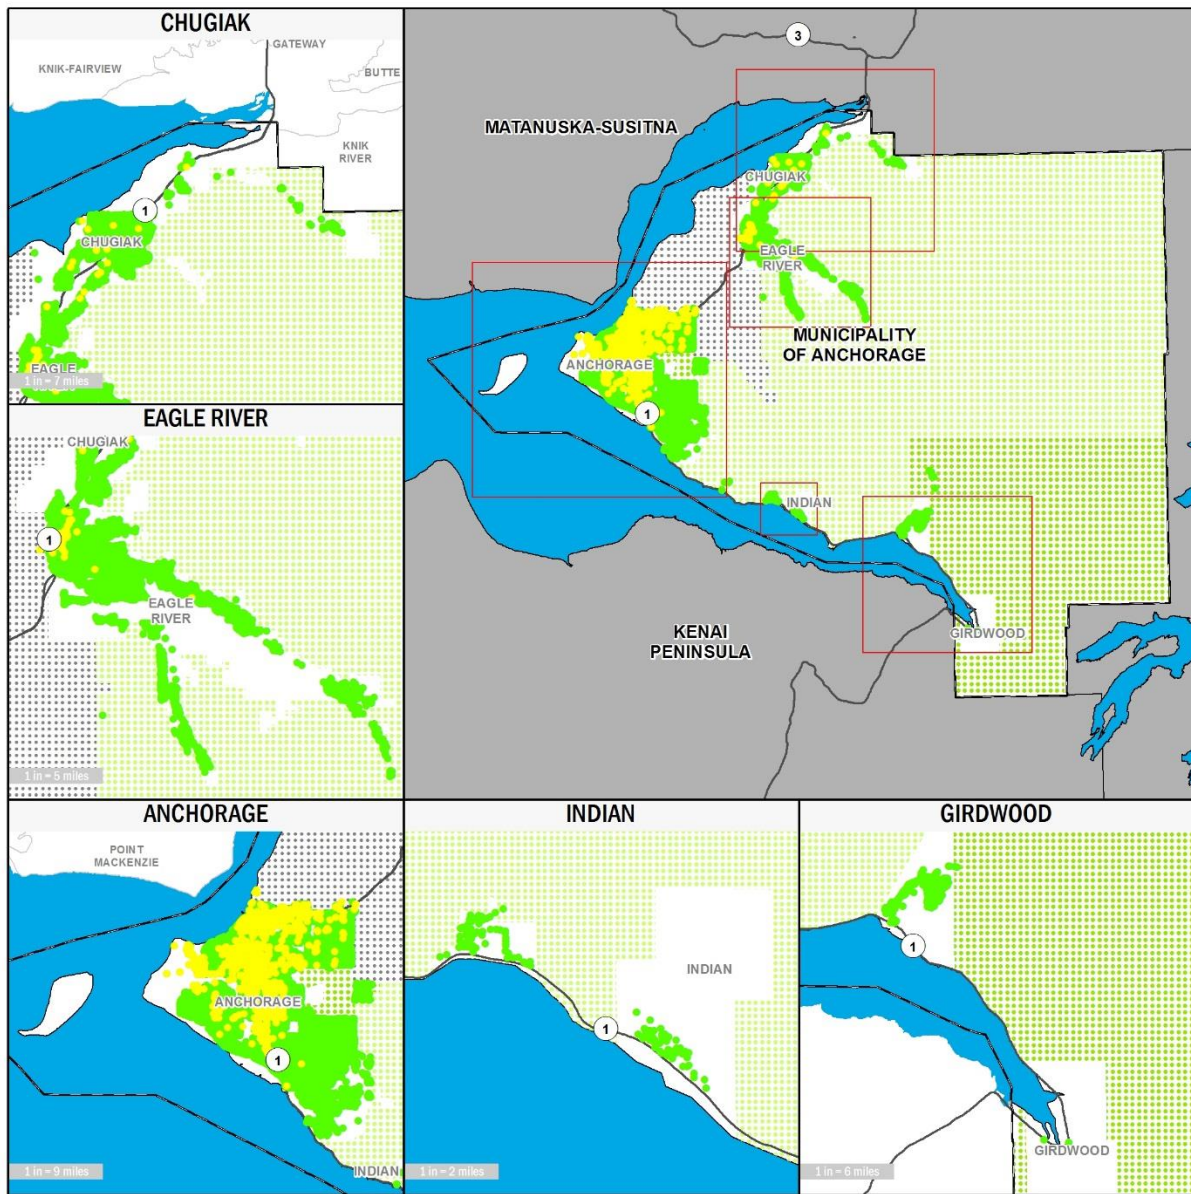 CHUGIAK
GATEWAY
KNIK-FAIRVIEW
BUTTE
KNIK
RIVER
1
CHUGIAK
EAGLE
1 in = 7 miles
3
MATANUSKA-SUSITNA
CHUGIAK
EAGLE
RIVER
MUNICIPALITY
OF ANCHORAGE
ANCHORAGE
1
INDIAN
GIRDWOOD
KENAI
PENINSULA
EAGLE RIVER
CHUGIAK
1
EAGLE
RIVER
1 in = 5 miles
ANCHORAGE
POINT
MACKENZIE
ANCHORAGE
1
INDIAN
1 in = 9 miles
INDIAN
INDIAN
1
1 in = 2 miles
GIRDWOOD
1
GIRDWOOD
1 in = 6 miles